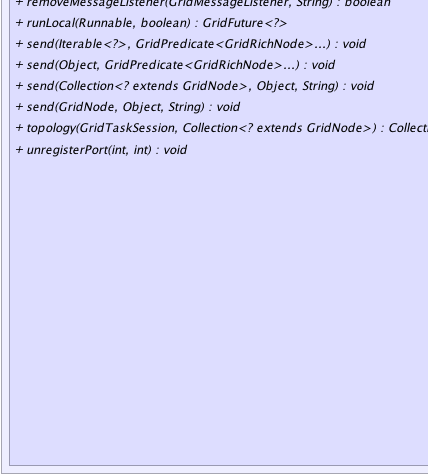 + removeMessageListener(GridMessageListener, String) : boolean
+ runLocal(Runnable, boolean) : GridFuture<?>
+ send(Iterable<?>, GridPredicate<GridRichNode>...) : void
+ send(Object, GridPredicate<GridRichNode>...) : void
+ send(Collection<? extends GridNode>, Object, String) : void
+ send(GridNode, Object, String) : void
+ topology(GridTaskSession, Collection<? extends GridNode>) : Collecti
+ unregisterPort(int, int) : void